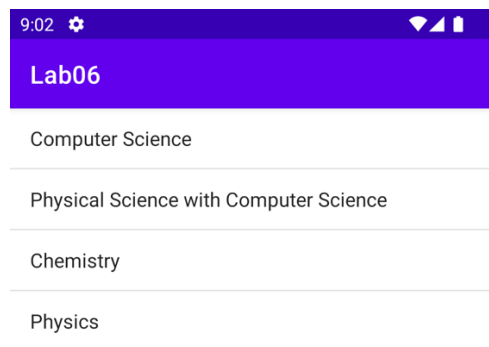 9:02
Lab06
Computer Science
Physical Science with Computer Science
Chemistry
Physics